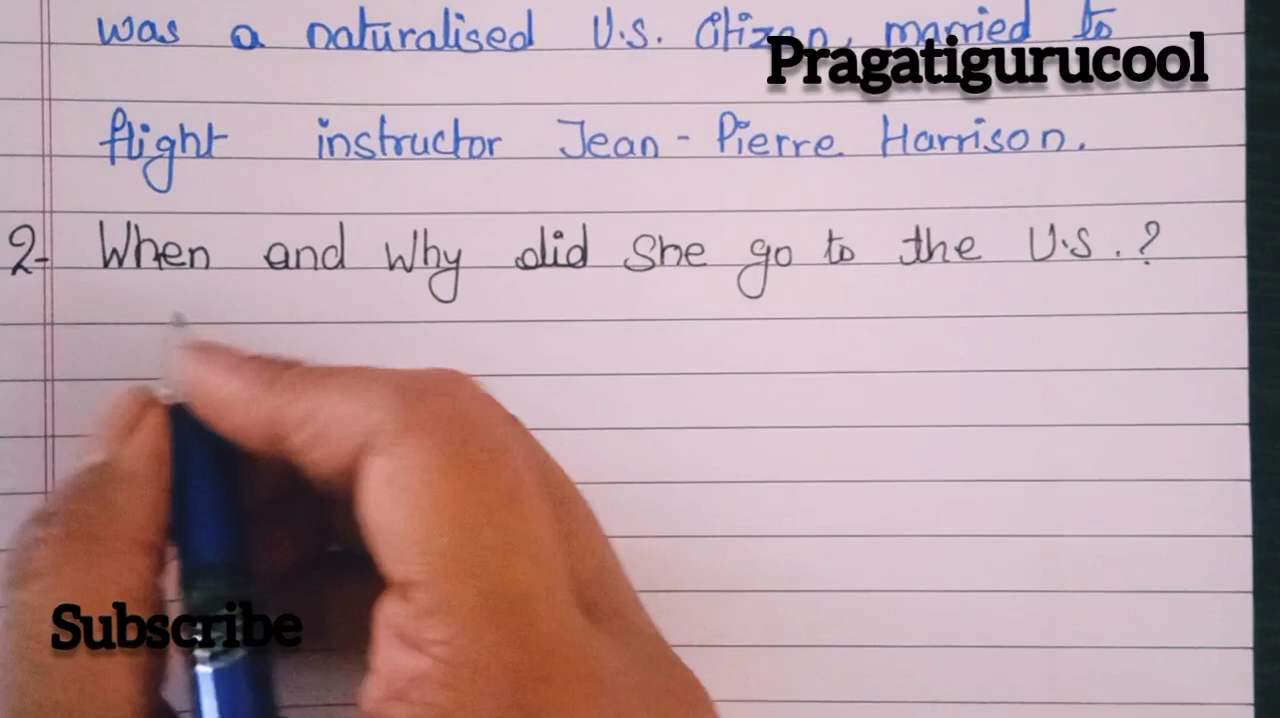 was a naturalised U.S. Citizen, married to
Pragatigurucool
flight instructor Jean - Pierre Harrison.
2- When and Why did She go to the U.S.?
Subscribe